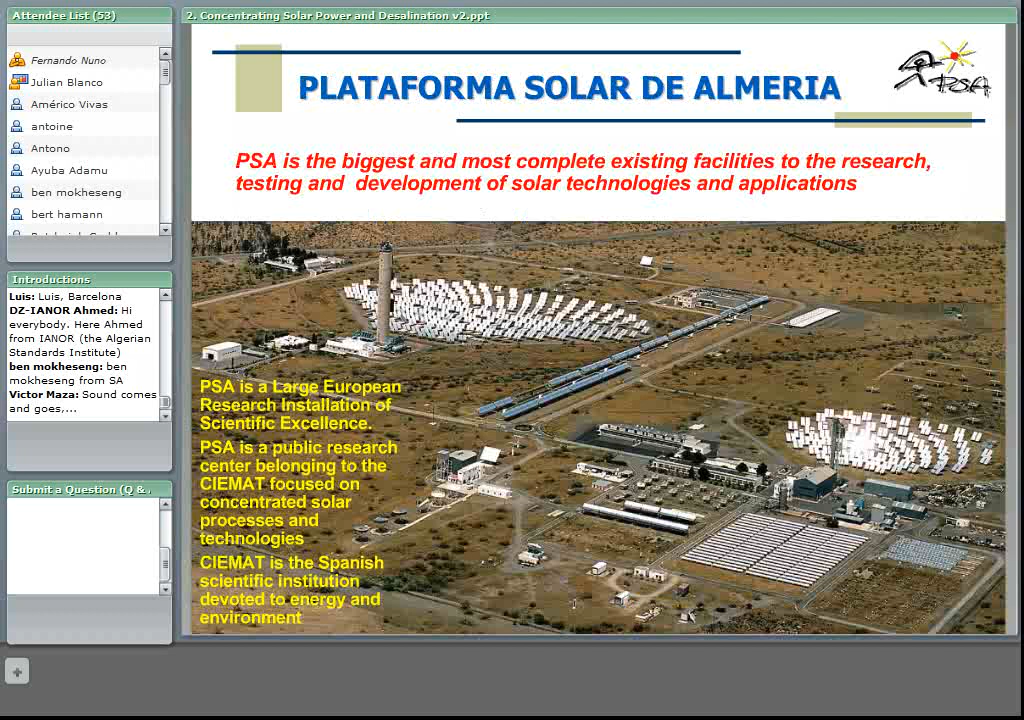 Attendee List (53)
Fernando Nuno
Julian Blanco
Américo Vivas
antoine
Antono
Ayuba Adamu
ben mokheseng
bert hamann
Introductions
Luis: Luis, Barcelona
DZ-IANOR Ahmed: Hi
everybody. Here Ahmed
from IANOR (the Algerian
Standards Institute)
ben mokheseng: ben
mokheseng from SA
Victor Maza: Sound comes
and goes,...
Submit a Question (Q &
2. Concentrating Solar Power and Desalination v2.ppt
PLATAFORMA SOLAR DE ALMERIA
PSA
PSA is the biggest and most complete existing facilities to the research,
testing and development of solar technologies and applications
PSA is a Large European
Research Installation of
Scientific Excellence.
PSA is a public research
center belonging to the
CIEMAT focused on
concentrated solar
processes and
technologies
CIEMAT is the Spanish
scientific institution
devoted to energy and
environment